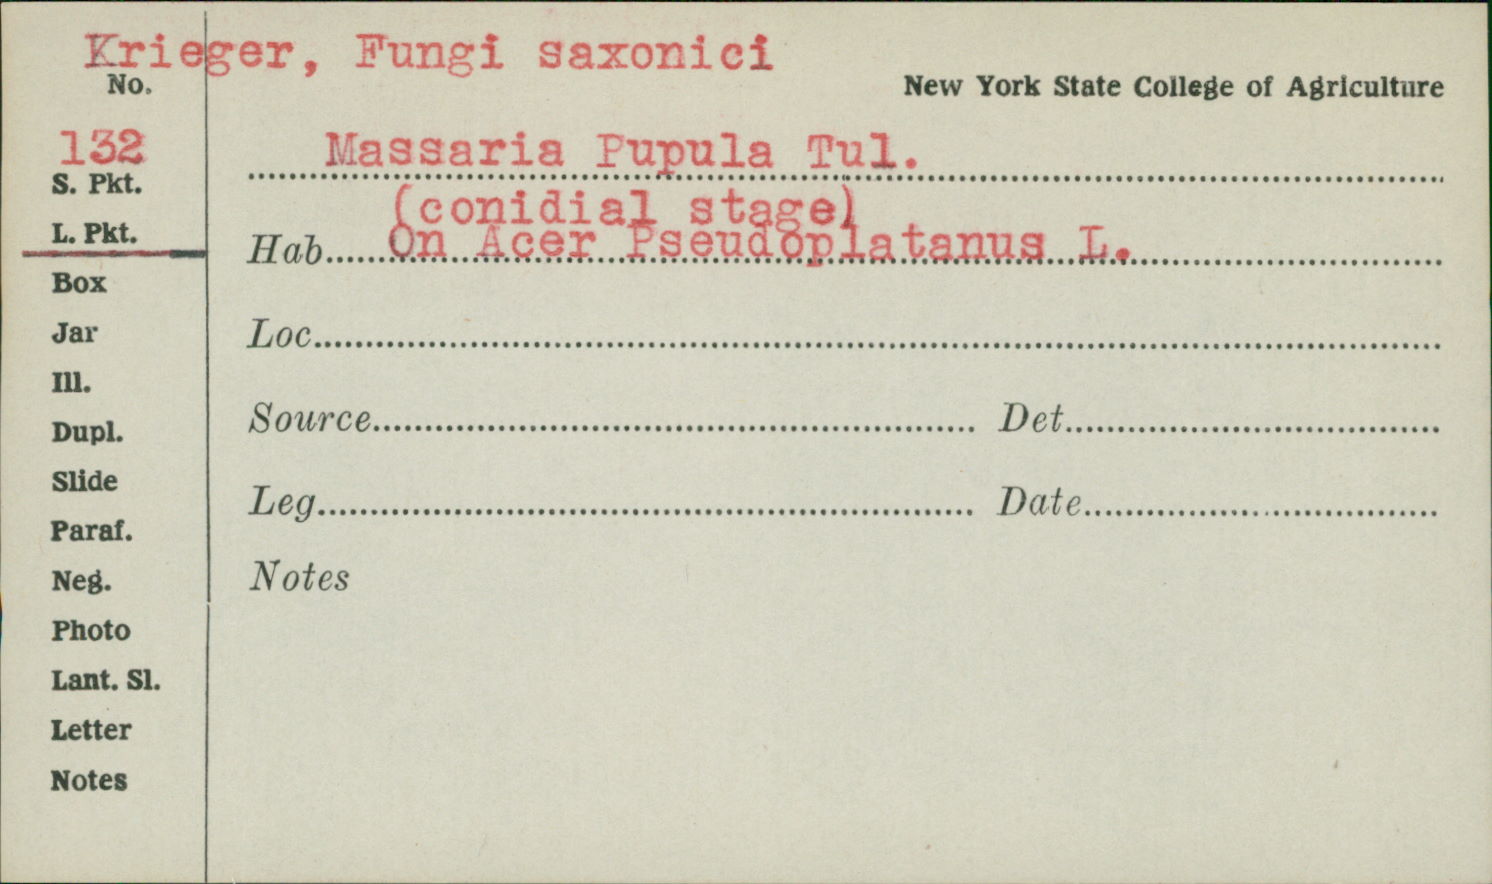 Krieger, Fungi saxonici
No.
New York State College of Agriculture
132
Massaria Pupula Tul.
S. Pkt.
(conidial stage)
L. Pkt.
Hab. On Acer Pseudoplatanus L.
Box
Jar
Loc.
Ill.
Dupl.
Source Det.
Slide
Leg. Date
Paraf.
Neg.
Notes
Photo
Lant. Sl.
Letter
Notes